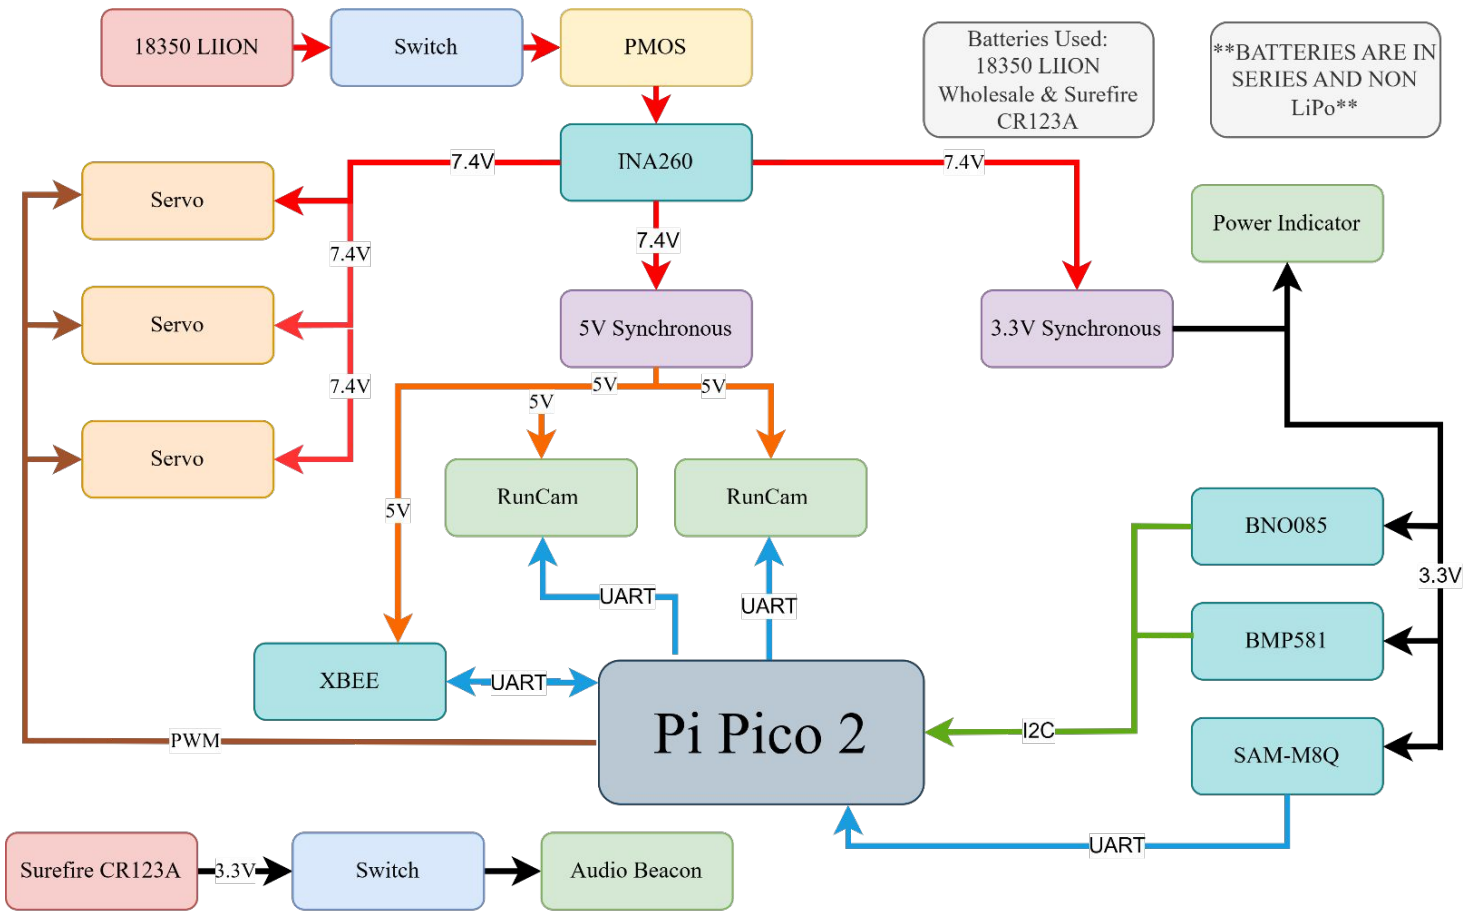 18350 LIION
Switch
PMOS
Batteries Used:
18350 LIION
Wholesale & Surefire
CR123A
**BATTERIES ARE IN
SERIES AND NON
LiPo**
7.4V
INA260
7.4V
Servo
7.4V
7.4V
Power Indicator
Servo
5V Synchronous
3.3V Synchronous
7.4V
5V
5V
5V
Servo
RunCam
RunCam
5V
BNO085
3.3V
UART
UART
BMP581
XBEE
UART
Pi Pico 2
PWM
I2C
SAM-M8Q
UART
Surefire CR123A
3.3V
Switch
Audio Beacon